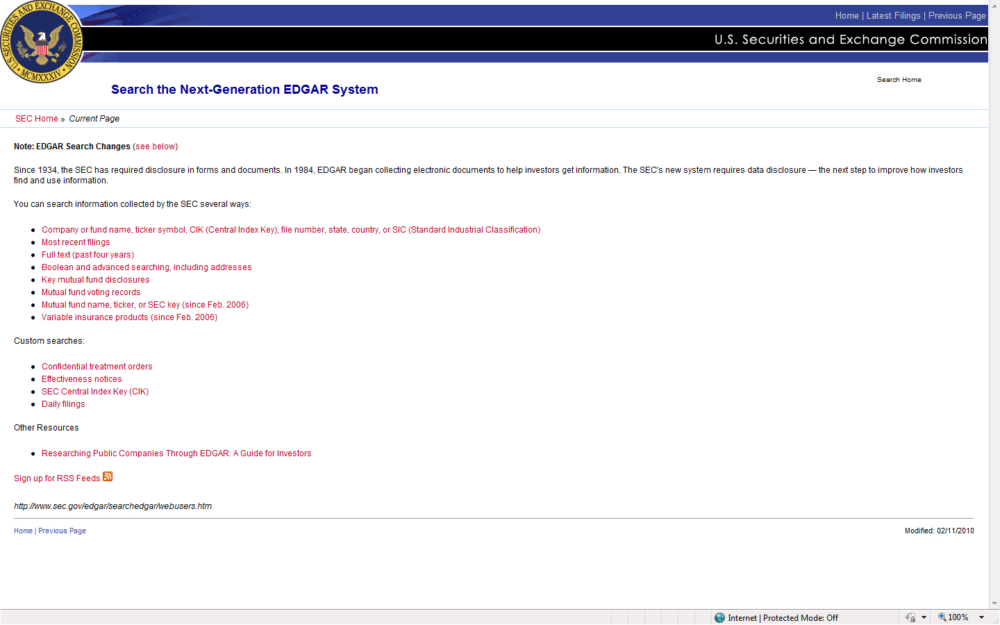 Home | Latest Filings | Previous Page
U.S. SECURITIES AND EXCHANGE COMMISSION
MCMXXXIV
U.S. Securities and Exchange Commission
Search Home
Search the Next-Generation EDGAR System
SEC Home » Current Page
Note: EDGAR Search Changes (see below)
Since 1934, the SEC has required disclosure in forms and documents. In 1984, EDGAR began collecting electronic documents to help investors get information. The SEC's new system requires data disclosure — the next step to improve how investors
find and use information.
You can search information collected by the SEC several ways:
• Company or fund name, ticker symbol, CIK (Central Index Key), file number, state, country, or SIC (Standard Industrial Classification)
• Most recent filings
• Full text (past four years)
• Boolean and advanced searching, including addresses
• Key mutual fund disclosures
• Mutual fund voting records
• Mutual fund name, ticker, or SEC key (since Feb. 2006)
• Variable insurance products (since Feb. 2006)
Custom searches:
• Confidential treatment orders
• Effectiveness notices
• SEC Central Index Key (CIK)
• Daily filings
Other Resources
• Researching Public Companies Through EDGAR: A Guide for Investors
Sign up for RSS Feeds
http://www.sec.gov/edgar/searchedgar/webusers.htm
Home | Previous Page
Modified: 02/11/2010
Internet | Protected Mode: Off
100%